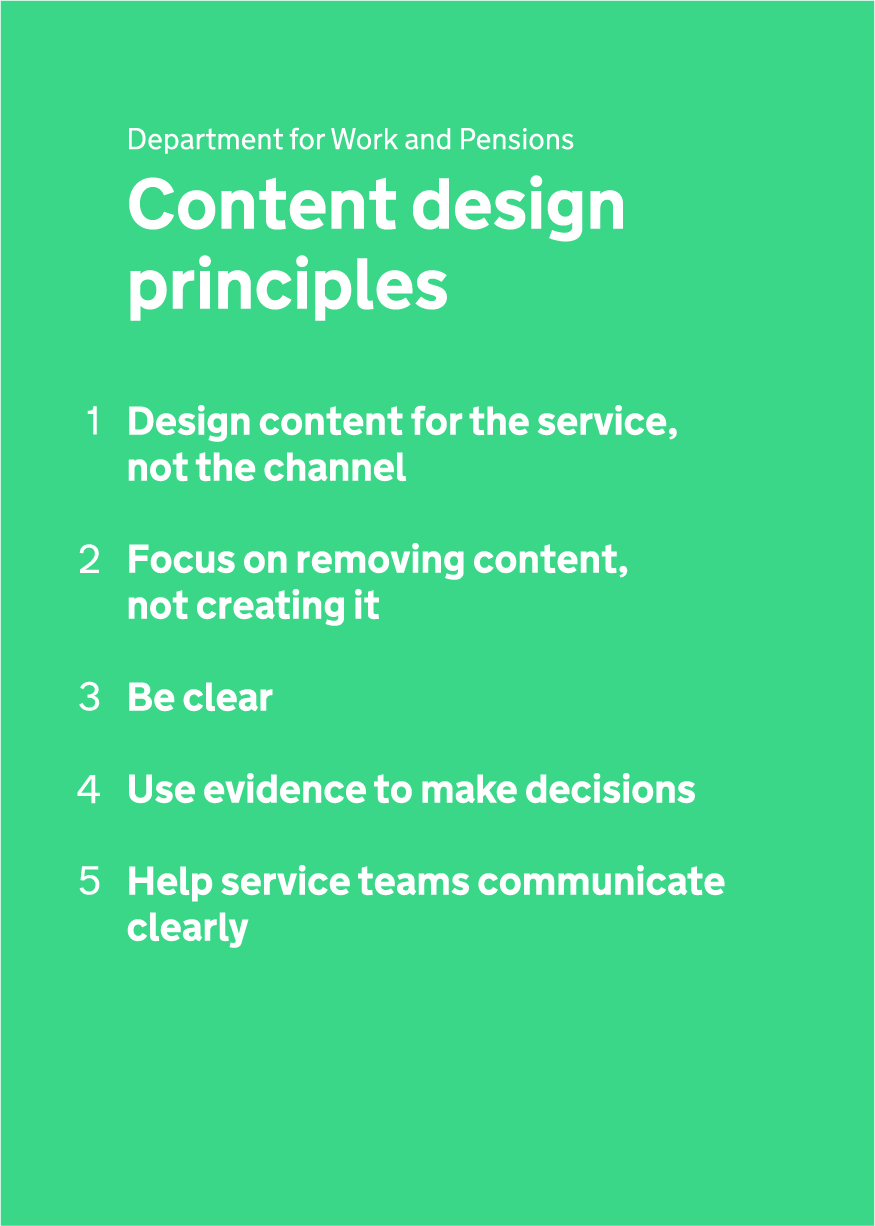 Department for Work and Pensions
Content design
principles
1 Design content for the service,
not the channel
2 Focus on removing content,
not creating it
3 Be clear
4 Use evidence to make decisions
5 Help service teams communicate
clearly